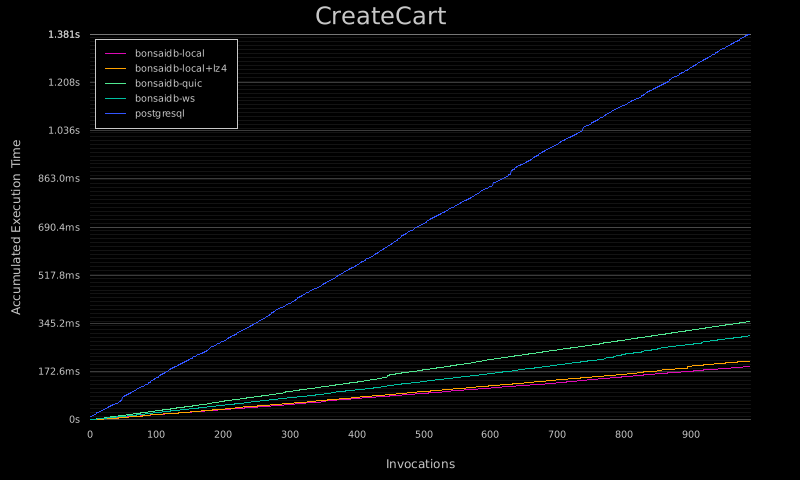 CreateCart
1.381s
1.208s
1.036s
863.0ms
690.4ms
517.8ms
345.2ms
172.6ms
0s
bonsaidb-local
bonsaidb-local+lz4
bonsaidb-quic
bonsaidb-ws
postgresql
Accumulated Execution Time
0 100 200 300 400 500 600 700 800 900
Invocations